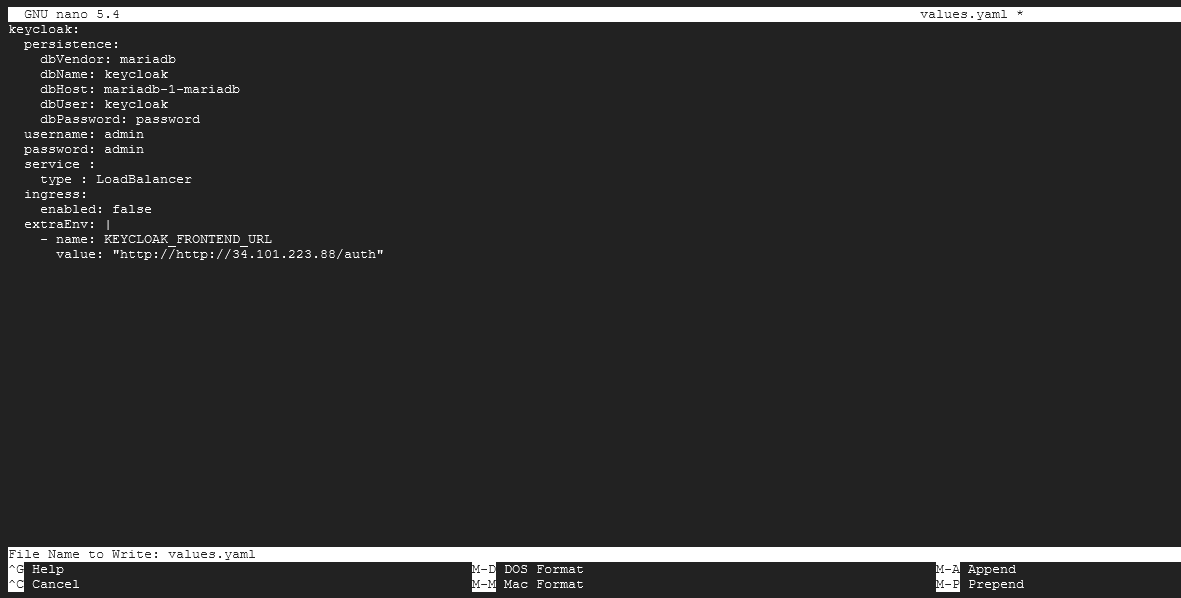 GNU nano 5.4 values.yaml *
keycloak:
  persistence:
    dbVendor: mariadb
    dbName: keycloak
    dbHost: mariadb-1-mariadb
    dbUser: keycloak
    dbPassword: password
  username: admin
  password: admin
  service :
    type : LoadBalancer
  ingress:
    enabled: false
  extraEnv: |
    - name: KEYCLOAK_FRONTEND_URL
      value: "http://http://34.101.223.88/auth"
File Name to Write: values.yaml
^G Help M-D DOS Format M-A Append
^C Cancel M-M Mac Format M-P Prepend